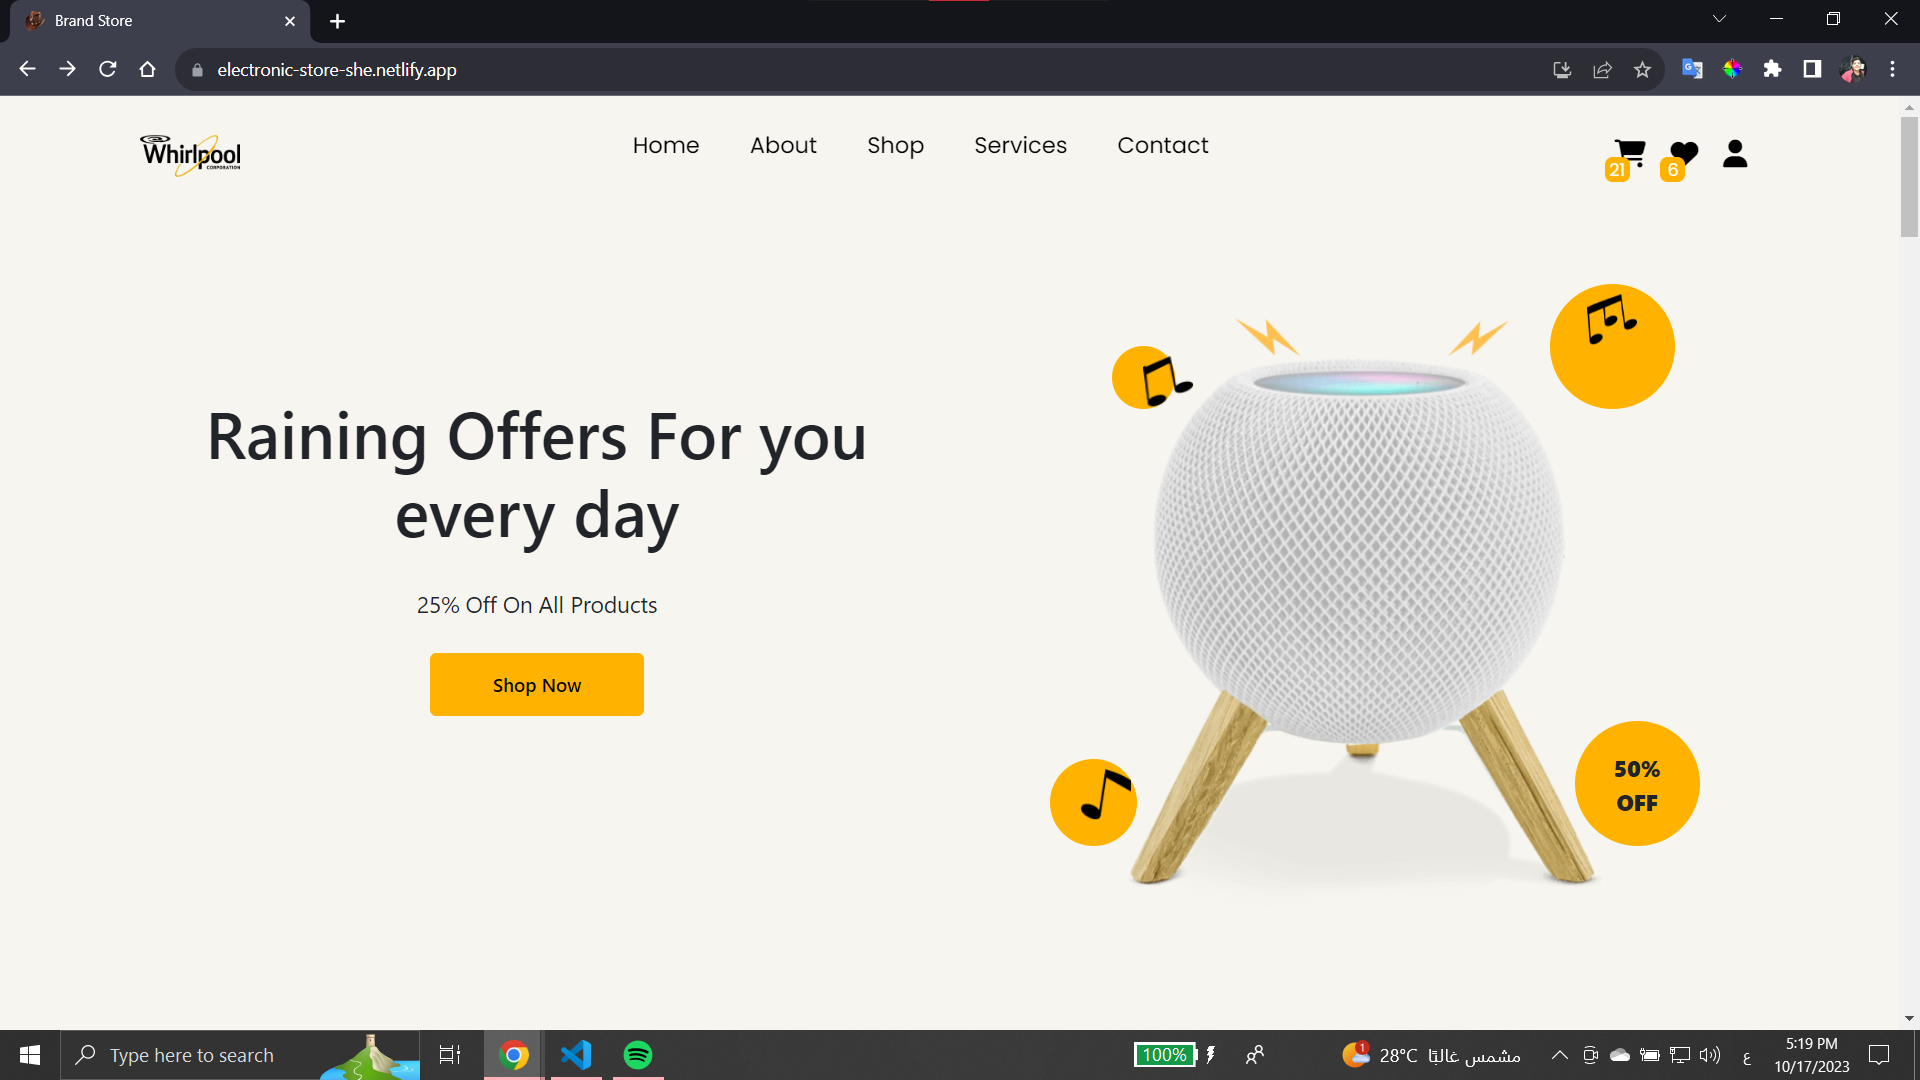 Brand Store
electronic-store-she.netlify.app
Whirlpool
CORPORATION
Home About Shop Services Contact
21 6
Raining Offers For you
every day
25% Off On All Products
Shop Now
50%
OFF
Type here to search
100%
1
28°C مشمس غالبًا
ع
5:19 PM
10/17/2023